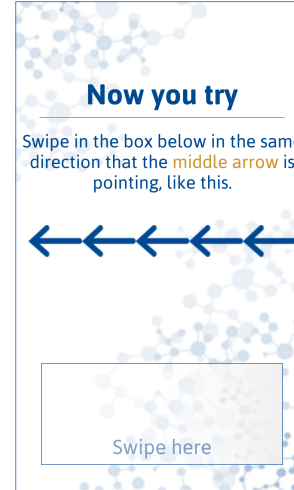 Now you try
Swipe in the box below in the sam
direction that the middle arrow is
pointing, like this.
Swipe here